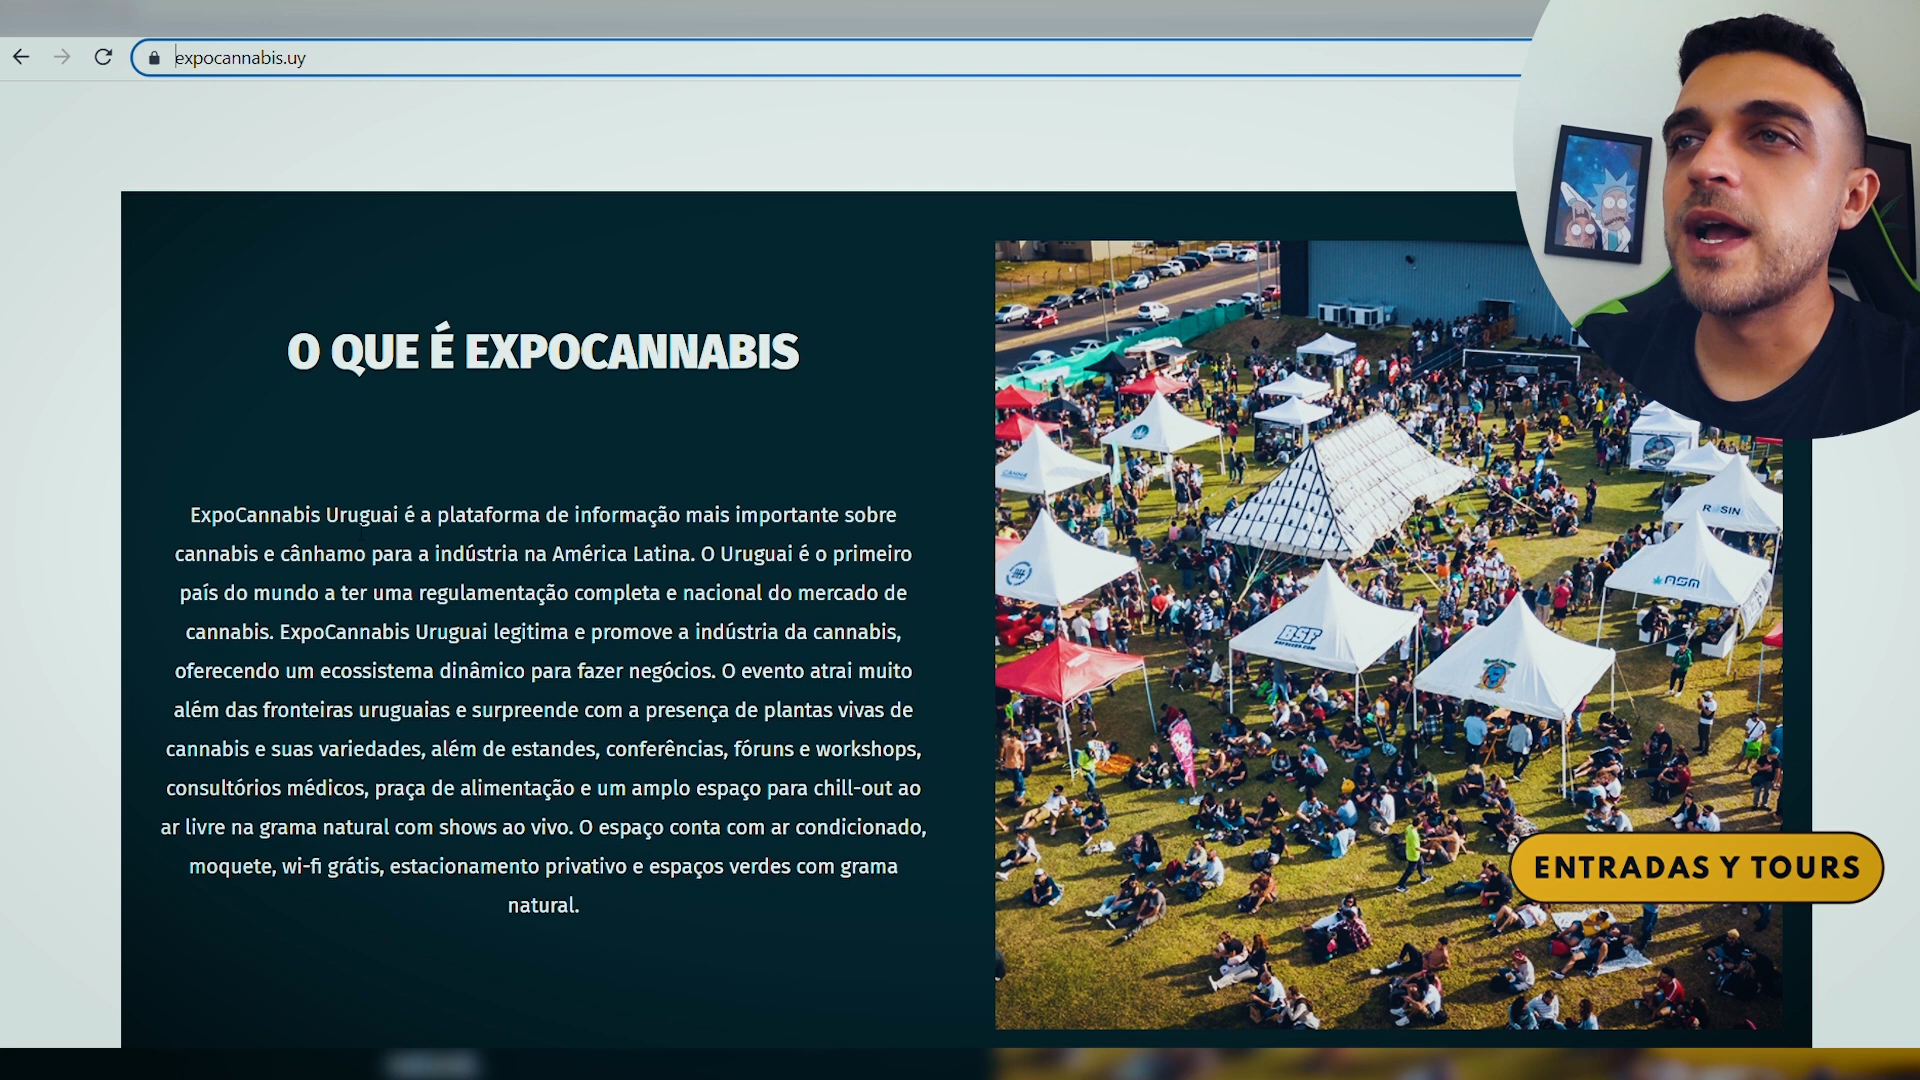 expocannabis.uy
O QUE É EXPOCANNABIS
ExpoCannabis Uruguai é a plataforma de informação mais importante sobre
cannabis e cânhamo para a indústria na América Latina. O Uruguai é o primeiro
país do mundo a ter uma regulamentação completa e nacional do mercado de
cannabis. ExpoCannabis Uruguai legitima e promove a indústria da cannabis,
oferecendo um ecossistema dinâmico para fazer negócios. O evento atrai muito
além das fronteiras uruguaias e surpreende com a presença de plantas vivas de
cannabis e suas variedades, além de estandes, conferências, fóruns e workshops,
consultórios médicos, praça de alimentação e um amplo espaço para chill-out ao
ar livre na grama natural com shows ao vivo. O espaço conta com ar condicionado,
moquete, wi-fi grátis, estacionamento privativo e espaços verdes com grama
natural.
BSF
ASM
ENTRADAS Y TOURS